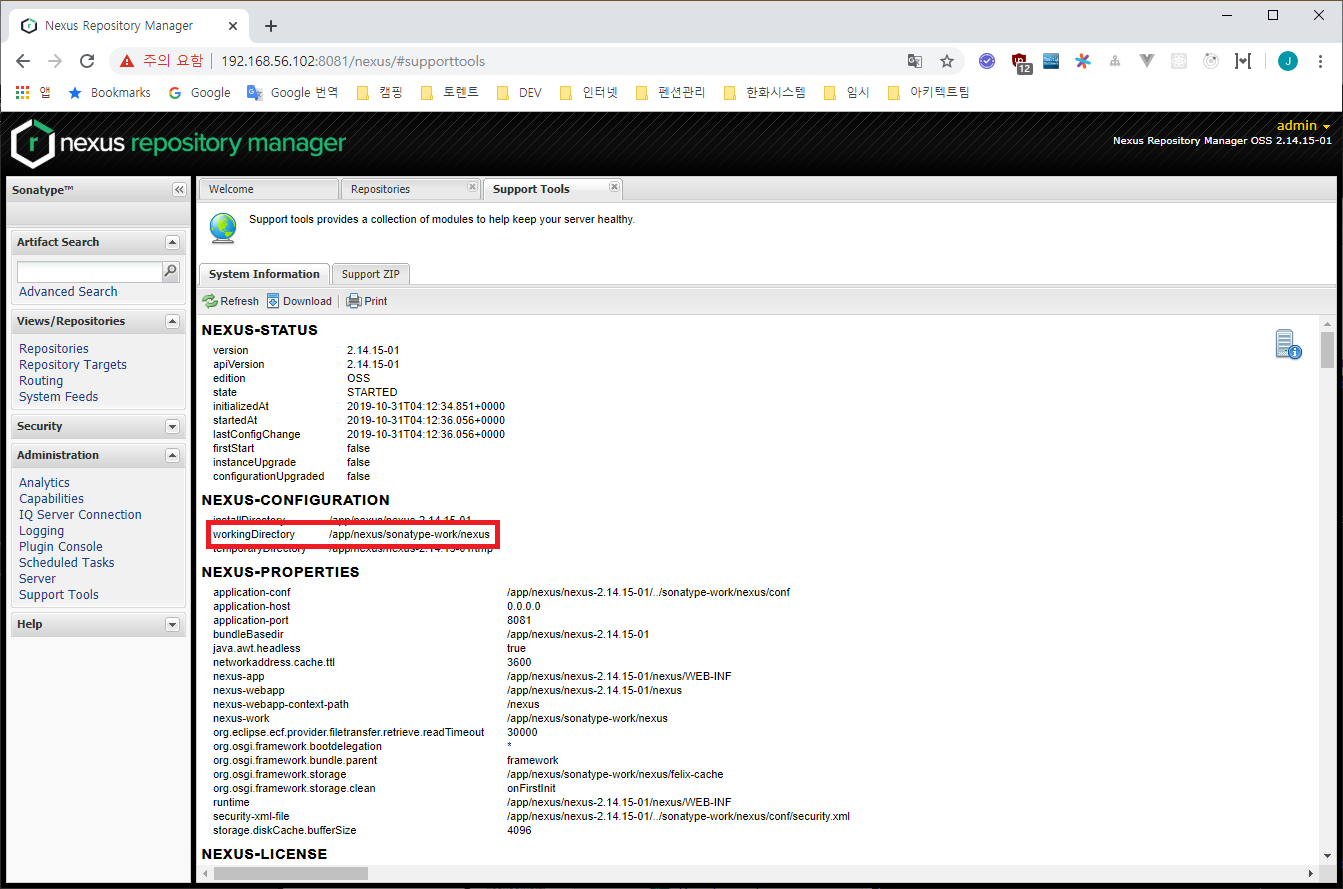 Nexus Repository Manager
주의 요함 192.168.56.102:8081/nexus/#supporttools
12
J
앱 Bookmarks Google Google 번역 캠핑 토렌트 DEV 인터넷 펜션관리 한화시스템 임시 아키텍트팀
nexus repository manager
admin
Nexus Repository Manager OSS 2.14.15-01
Sonatype™
Welcome Repositories Support Tools
Support tools provides a collection of modules to help keep your server healthy.
Artifact Search
Advanced Search
Views/Repositories
Repositories
Repository Targets
Routing
System Feeds
Security
Administration
Analytics
Capabilities
IQ Server Connection
Logging
Plugin Console
Scheduled Tasks
Server
Support Tools
Help
System Information Support ZIP
Refresh Download Print
NEXUS-STATUS
version 2.14.15-01
apiVersion 2.14.15-01
edition OSS
state STARTED
initializedAt 2019-10-31T04:12:34.851+0000
startedAt 2019-10-31T04:12:36.056+0000
lastConfigChange 2019-10-31T04:12:36.056+0000
firstStart false
instanceUpgrade false
configurationUpgraded false
NEXUS-CONFIGURATION
installDirectory /app/nexus/nexus-2.14.15-01
workingDirectory /app/nexus/sonatype-work/nexus
temporaryDirectory /app/nexus/nexus-2.14.15-01/tmp
NEXUS-PROPERTIES
application-conf /app/nexus/nexus-2.14.15-01/../sonatype-work/nexus/conf
application-host 0.0.0.0
application-port 8081
bundleBasedir /app/nexus/nexus-2.14.15-01
java.awt.headless true
networkaddress.cache.ttl 3600
nexus-app /app/nexus/nexus-2.14.15-01/nexus/WEB-INF
nexus-webapp /app/nexus/nexus-2.14.15-01/nexus
nexus-webapp-context-path /nexus
nexus-work /app/nexus/sonatype-work/nexus
org.eclipse.ecf.provider.filetransfer.retrieve.readTimeout 30000
org.osgi.framework.bootdelegation *
org.osgi.framework.bundle.parent framework
org.osgi.framework.storage /app/nexus/sonatype-work/nexus/felix-cache
org.osgi.framework.storage.clean onFirstInit
runtime /app/nexus/nexus-2.14.15-01/nexus/WEB-INF
security-xml-file /app/nexus/nexus-2.14.15-01/../sonatype-work/nexus/conf/security.xml
storage.diskCache.bufferSize 4096
NEXUS-LICENSE